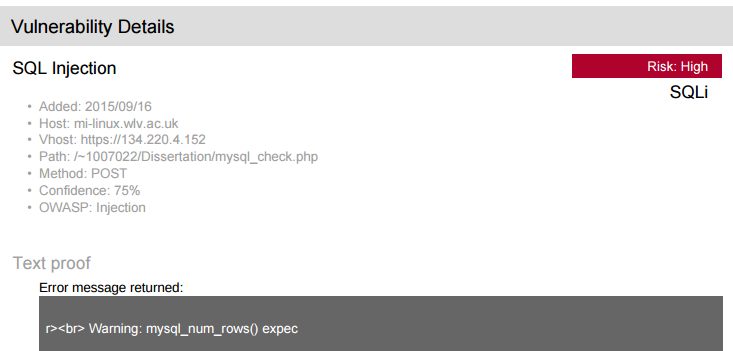 Vulnerability Details
SQL Injection
Risk: High
SQLi
• Added: 2015/09/16
• Host: mi-linux.wlv.ac.uk
• Vhost: https://134.220.4.152
• Path: /~1007022/Dissertation/mysql_check.php
• Method: POST
• Confidence: 75%
• OWASP: Injection
Text proof
Error message returned:
r><br> Warning: mysql_num_rows() expec